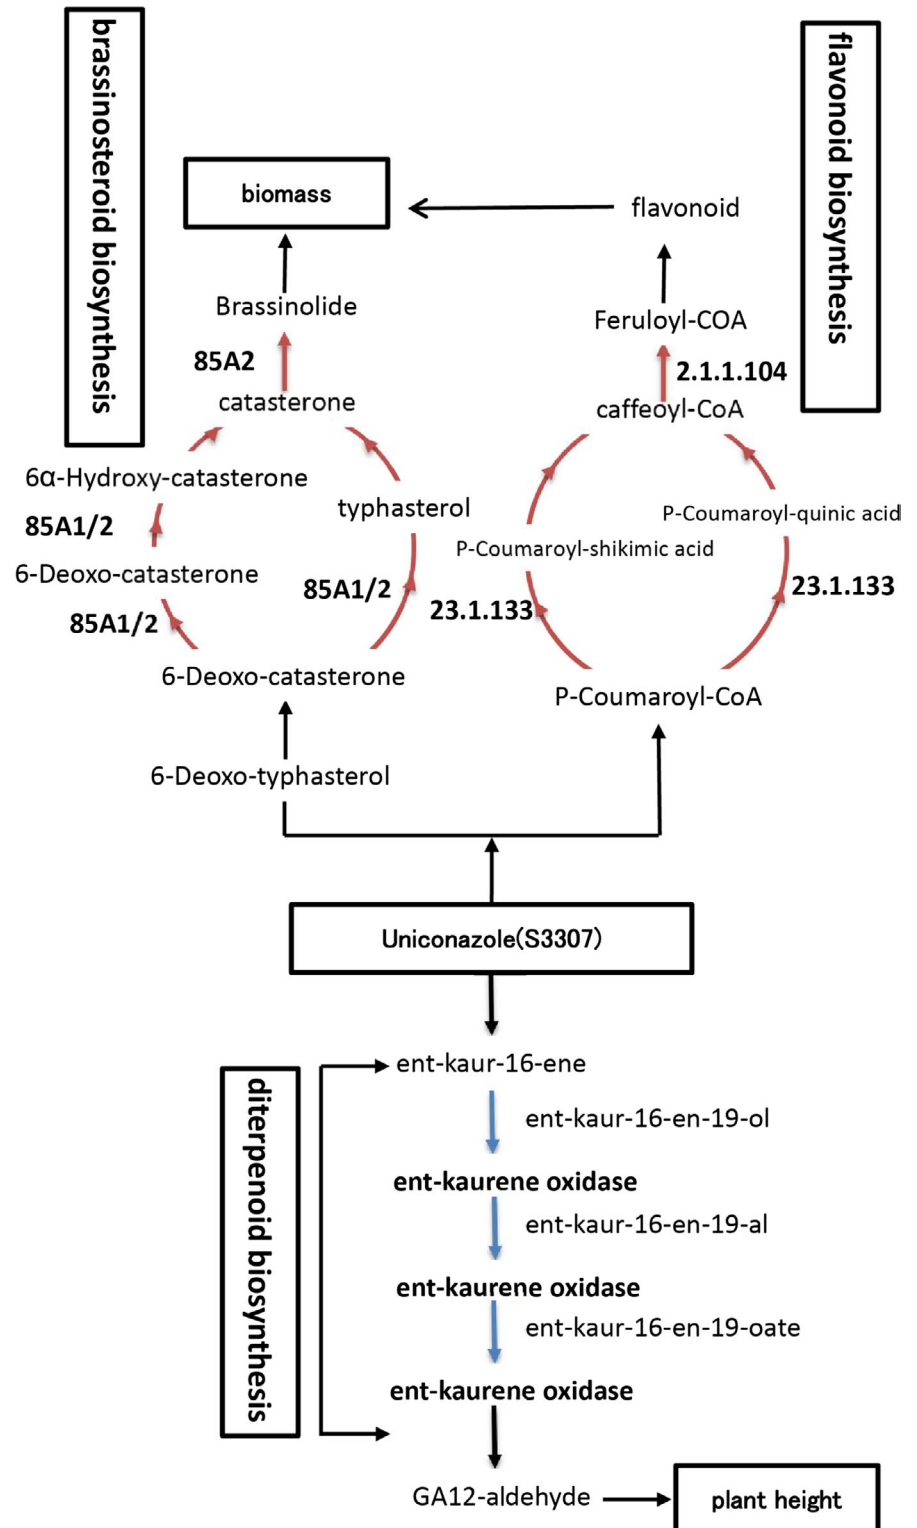 brassinosteroid biosynthesis
flavonoid biosynthesis
biomass
flavonoid
Brassinolide
Feruloyl-COA
85A2
2.1.1.104
catasterone
caffeoyl-CoA
6α-Hydroxy-catasterone
typhasterol
P-Coumaroyl-quinic acid
85A1/2
P-Coumaroyl-shikimic acid
6-Deoxo-catasterone
85A1/2
23.1.133
23.1.133
85A1/2
6-Deoxo-catasterone
P-Coumaroyl-CoA
6-Deoxo-typhasterol
Uniconazole(S3307)
diterpenoid biosynthesis
ent-kaur-16-ene
ent-kaur-16-en-19-ol
ent-kaurene oxidase
ent-kaur-16-en-19-al
ent-kaurene oxidase
ent-kaur-16-en-19-oate
ent-kaurene oxidase
GA12-aldehyde
plant height